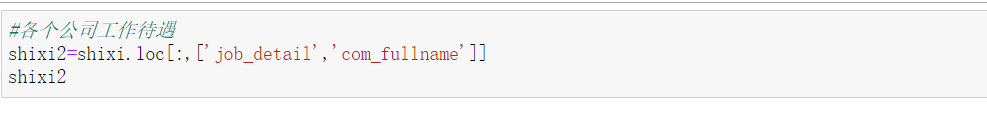 #各个公司工作待遇
shixi2=shixi.loc[:,['job_detail','com_fullname']]
shixi2